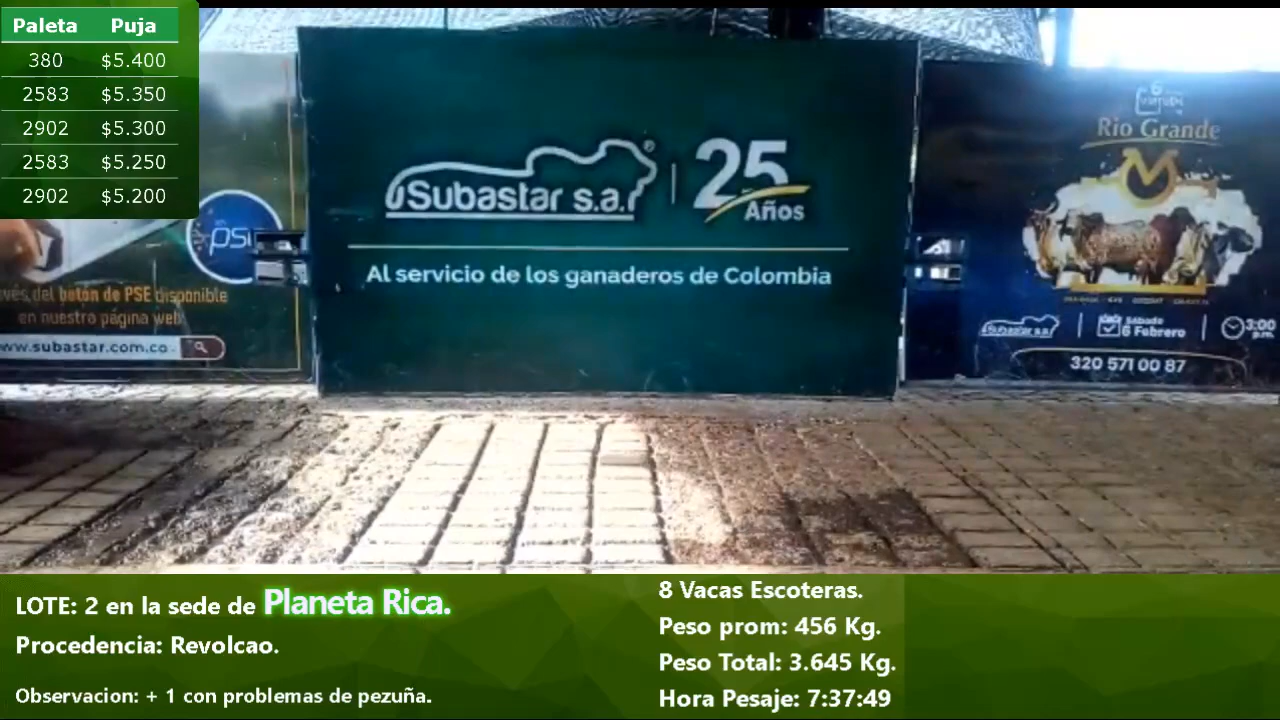 Paleta Puja
380 $5.400
2583 $5.350
2902 $5.300
2583 $5.250
2902 $5.200
Subastar s.a.®
25
Años
Al servicio de los ganaderos de Colombia
pse
botón de PSE disponible
en nuestra página web
www.subastar.com.co
Rio Grande
Subastar s.a.
Sábado
6 Febrero
3:00
p.m.
320 571 00 87
LOTE: 2 en la sede de Planeta Rica.
Procedencia: Revolcao.
Observacion: + 1 con problemas de pezuña.
8 Vacas Escoteras.
Peso prom: 456 Kg.
Peso Total: 3.645 Kg.
Hora Pesaje: 7:37:49